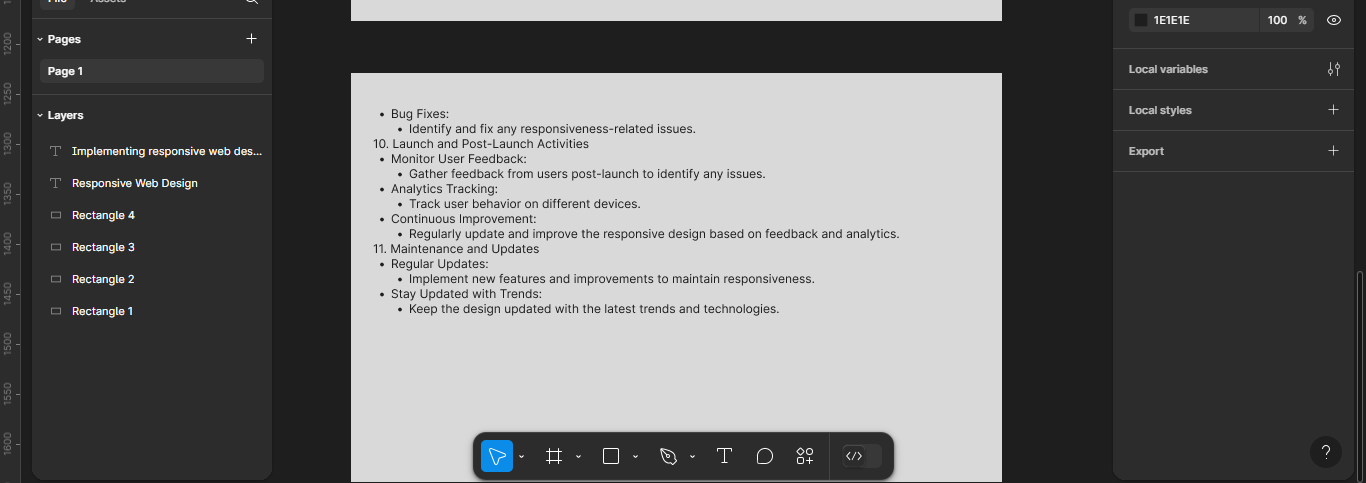 File
Assets
Pages
Page 1
Layers
Implementing responsive web des...
Responsive Web Design
Rectangle 4
Rectangle 3
Rectangle 2
Rectangle 1
1200
1250
1300
1350
1400
1450
1500
1550
1600
• Bug Fixes:
• Identify and fix any responsiveness-related issues.
10. Launch and Post-Launch Activities
• Monitor User Feedback:
• Gather feedback from users post-launch to identify any issues.
• Analytics Tracking:
• Track user behavior on different devices.
• Continuous Improvement:
• Regularly update and improve the responsive design based on feedback and analytics.
11. Maintenance and Updates
• Regular Updates:
• Implement new features and improvements to maintain responsiveness.
• Stay Updated with Trends:
• Keep the design updated with the latest trends and technologies.
1E1E1E 100 %
Local variables
Local styles
Export
?